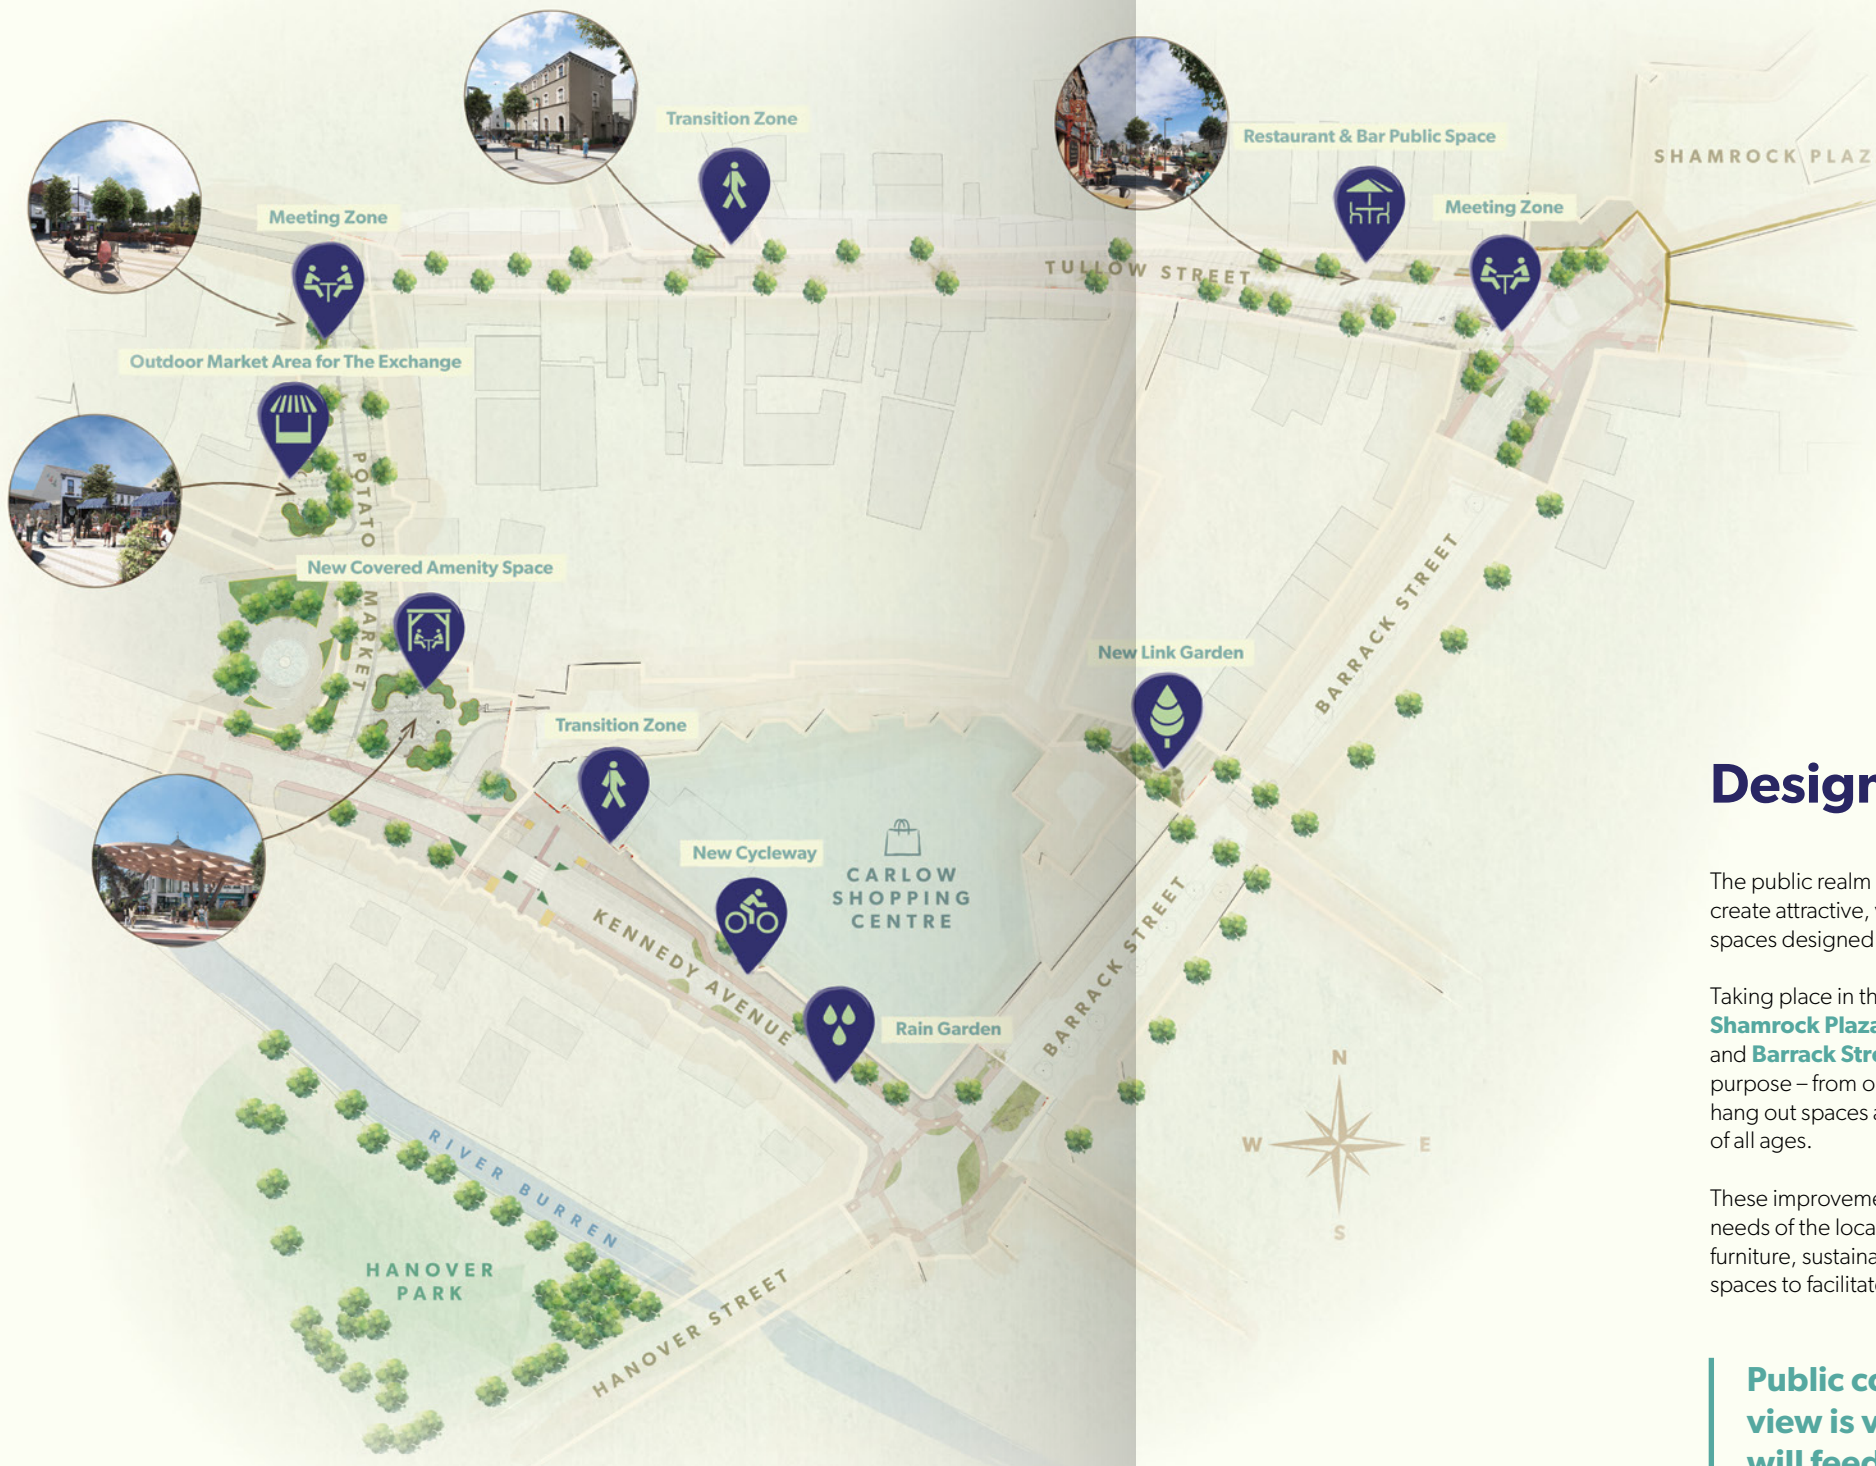 Transition Zone
Restaurant & Bar Public Space
SHAMROCK PLAZ
Meeting Zone
Meeting Zone
TULLOW STREET
Outdoor Market Area for The Exchange
POTATO MARKET
New Covered Amenity Space
BARRACK STREET
New Link Garden
Transition Zone
New Cycleway
CARLOW
SHOPPING
CENTRE
KENNEDY AVENUE
BARRACK STREET
Rain Garden
N
W
E
S
RIVER BURREN
HANOVER
PARK
HANOVER STREET
Design
The public realm
create attractive,
spaces designed
Taking place in th
Shamrock Plaza
and Barrack Stre
purpose – from o
hang out spaces a
of all ages.
These improveme
needs of the loca
furniture, sustaina
spaces to facilitat
Public co
view is v
will feed